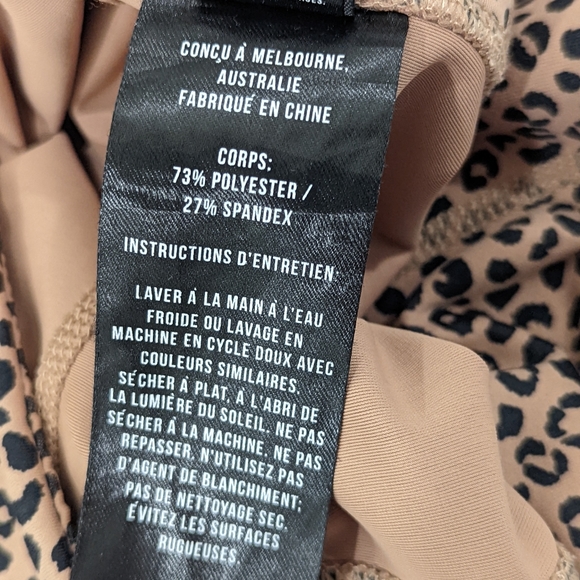 CONÇU À MELBOURNE,
AUSTRALIE
FABRIQUE EN CHINE
CORPS:
73% POLYESTER /
27% SPANDEX
INSTRUCTIONS D'ENTRETIEN:
LAVER À LA MAIN À L'EAU
FROIDE OU LAVAGE EN
MACHINE EN CYCLE DOUX AVEC
COULEURS SIMILAIRES.
SÉCHER À PLAT, À L'ABRI DE
LA LUMIÈRE DU SOLEIL. NE PAS
SÉCHER À LA MACHINE, NE PAS
REPASSER. N'UTILISEZ PAS
D'AGENT DE BLANCHIMENT;
PAS DE NETTOYAGE SEC.
ÉVITEZ LES SURFACES
RUGUEUSES.